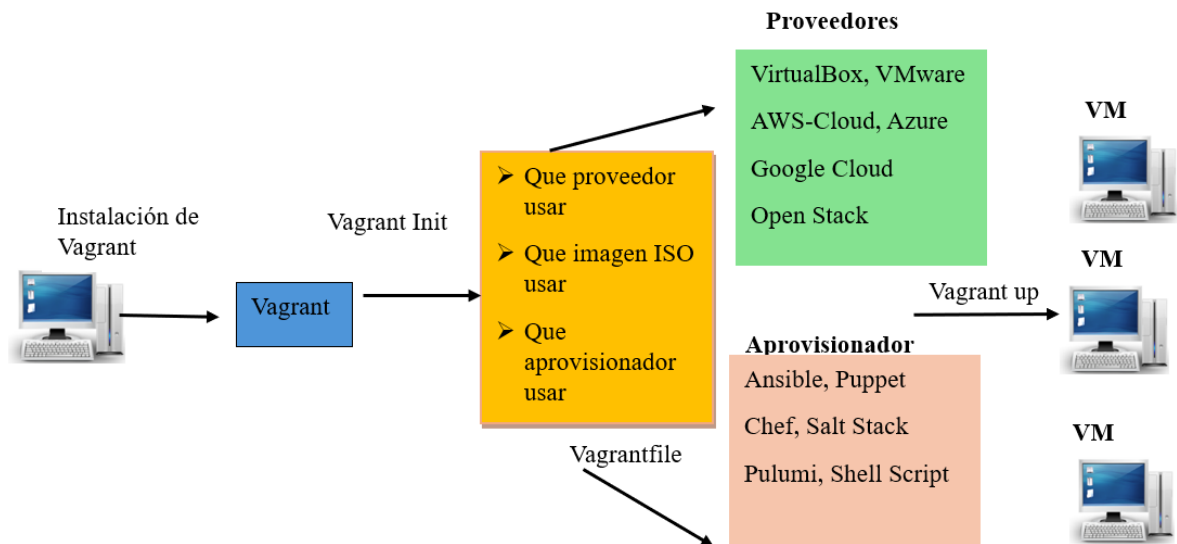 Instalación de
Vagrant
Vagrant
Vagrant Init
➢ Que proveedor
usar
➢ Que imagen ISO
usar
➢ Que
aprovisionador
usar
Vagrantfile
Proveedores
VirtualBox, VMware
AWS-Cloud, Azure
Google Cloud
Open Stack
Aprovisionador
Ansible, Puppet
Chef, Salt Stack
Pulumi, Shell Script
Vagrant up
VM
VM
VM